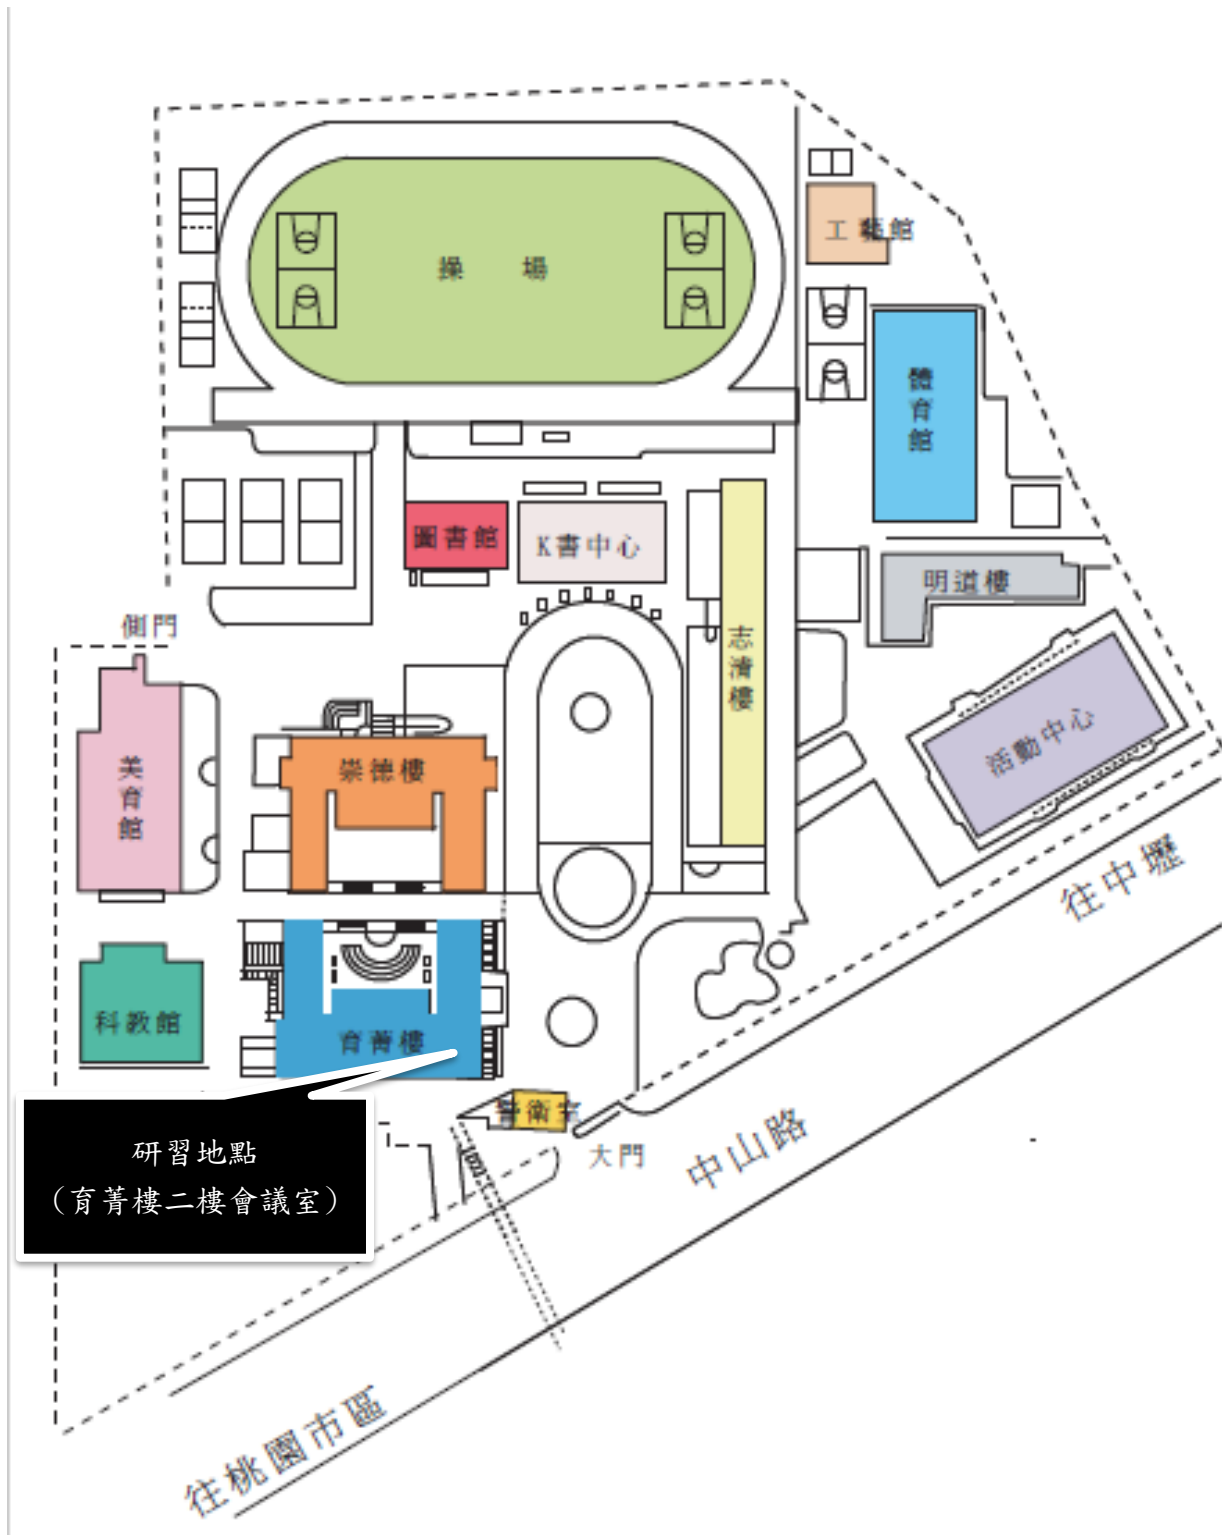 工藝館
操 場
體育館
圖書館
K書中心
明道樓
側門
志清樓
活動中心
美育館
崇德樓
往中壢
科教館
育菁樓
警衛室
大門
中山路
研習地點
（育菁樓二樓會議室）
往桃園市區